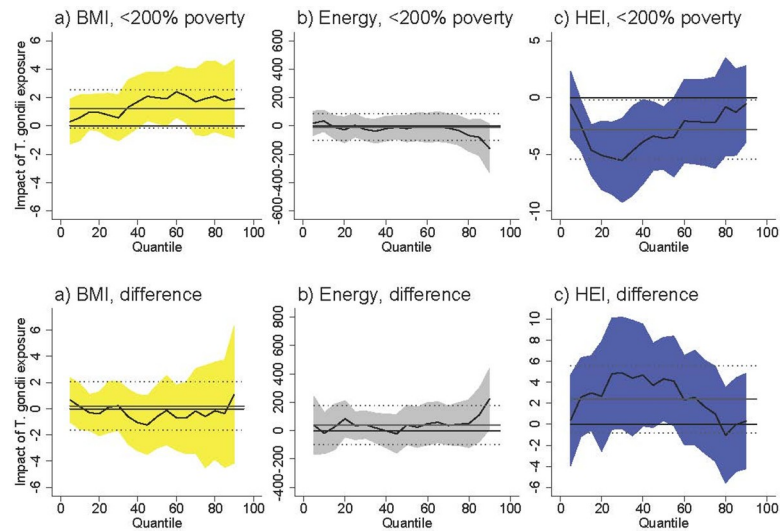 a) BMI, <200% poverty
b) Energy, <200% poverty
c) HEI, <200% poverty
Impact of T. gondii exposure
6
4
2
0
-2
-4
-6
0 20 40 60 80 100
Quantile
600
400
200
0
-200
-600-400
0 20 40 60 80 100
Quantile
5
0
-5
-10
0 20 40 60 80 100
Quantile
a) BMI, difference
b) Energy, difference
c) HEI, difference
Impact of T. gondii exposure
6
4
2
0
-2
-4
-6
0 20 40 60 80 100
Quantile
800
600
400
200
0
-400 -200
0 20 40 60 80 100
Quantile
10
8
6
4
2
0
-2
-4
-6
0 20 40 60 80 100
Quantile